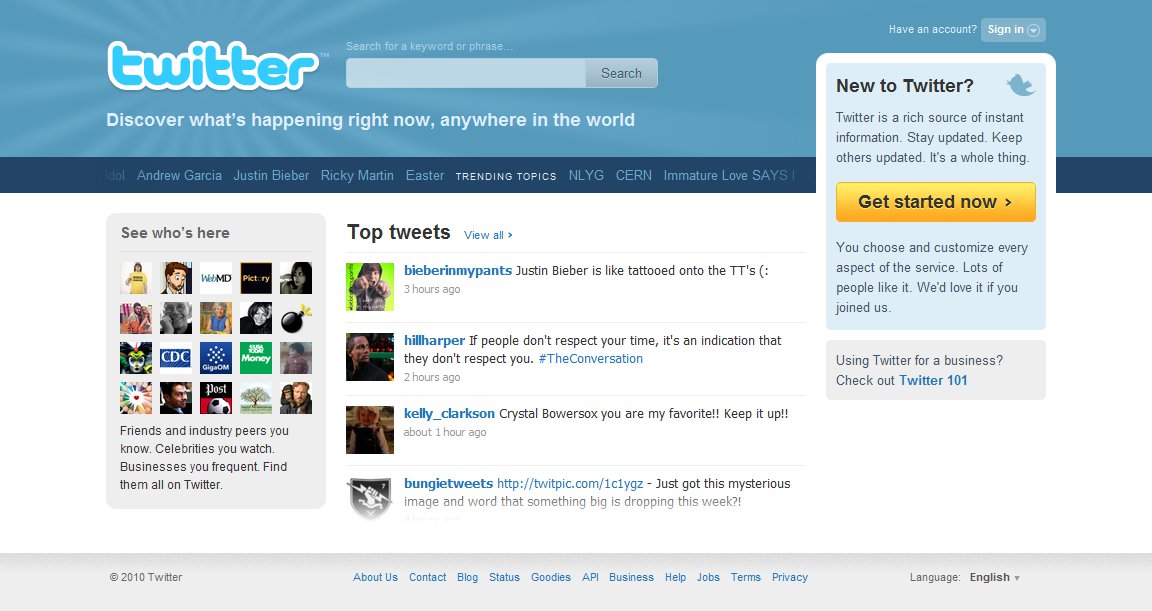 twitter™
Search for a keyword or phrase…
Search
Discover what's happening right now, anywhere in the world
Have an account? Sign in
Idol Andrew Garcia Justin Bieber Ricky Martin Easter TRENDING TOPICS NLYG CERN Immature Love SAYS
New to Twitter?
Twitter is a rich source of instant
information. Stay updated. Keep
others updated. It's a whole thing.
Get started now ›
You choose and customize every
aspect of the service. Lots of
people like it. We'd love it if you
joined us.
Using Twitter for a business?
Check out Twitter 101
See who's here
WebMD
Pictory
CDC
GigaOM
USA TODAY
Money
Post
Friends and industry peers you
know. Celebrities you watch.
Businesses you frequent. Find
them all on Twitter.
Top tweets View all ›
bieberinmypants Justin Bieber is like tattooed onto the TT's (:
3 hours ago
hillharper If people don't respect your time, it's an indication that
they don't respect you. #TheConversation
2 hours ago
kelly_clarkson Crystal Bowersox you are my favorite!! Keep it up!!
about 1 hour ago
bungietweets http://twitpic.com/1c1ygz - Just got this mysterious
image and word that something big is dropping this week?!
4 hours ago
© 2010 Twitter
About Us Contact Blog Status Goodies API Business Help Jobs Terms Privacy
Language: English